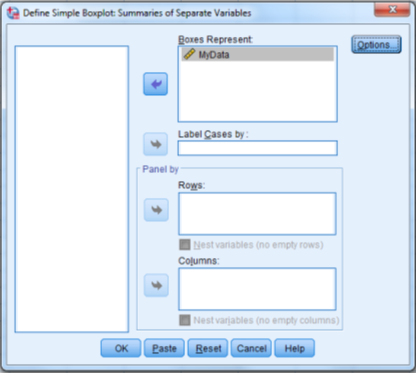 Define Simple Boxplot: Summaries of Separate Variables
Boxes Represent:
MyData
Options...
Label Cases by :
Panel by
Rows:
Nest variables (no empty rows)
Columns:
Nest variables (no empty columns)
OK Paste Reset Cancel Help